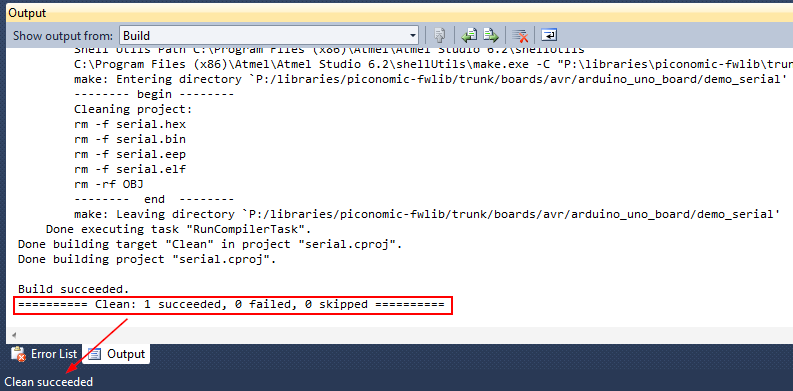 Output
Show output from: Build
Shell Utils Path C:\Program Files (x86)\Atmel\Atmel Studio 6.2\shellUtils
C:\Program Files (x86)\Atmel\Atmel Studio 6.2\shellUtils\make.exe -C "P:\libraries\piconomic-fwlib\trun
make: Entering directory `P:/libraries/piconomic-fwlib/trunk/boards/avr/arduino_uno_board/demo_serial'
-------- begin --------
Cleaning project:
rm -f serial.hex
rm -f serial.bin
rm -f serial.eep
rm -f serial.elf
rm -rf OBJ
-------- end --------
make: Leaving directory `P:/libraries/piconomic-fwlib/trunk/boards/avr/arduino_uno_board/demo_serial'
Done executing task "RunCompilerTask".
Done building target "Clean" in project "serial.cproj".
Done building project "serial.cproj".
Build succeeded.
========== Clean: 1 succeeded, 0 failed, 0 skipped ==========
Error List Output
Clean succeeded